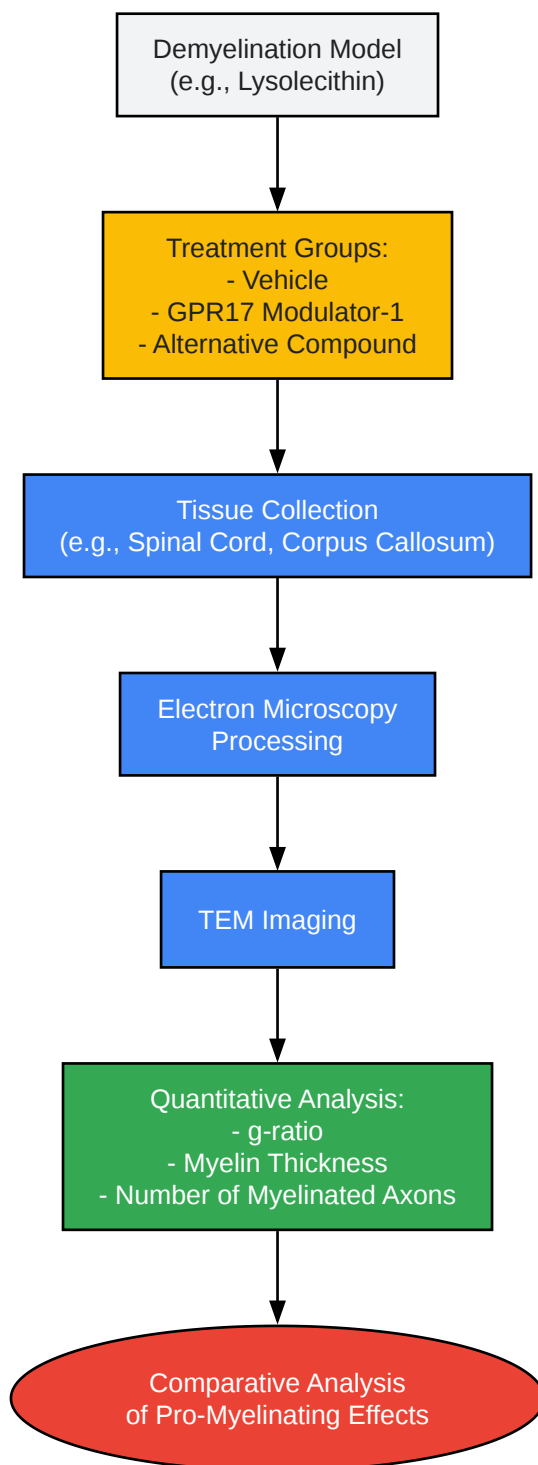 Demyelination Model
(e.g., Lysolecithin)
Treatment Groups:
- Vehicle
- GPR17 Modulator-1
- Alternative Compound
Tissue Collection
(e.g., Spinal Cord, Corpus Callosum)
Electron Microscopy
Processing
TEM Imaging
Quantitative Analysis:
- g-ratio
- Myelin Thickness
- Number of Myelinated Axons
Comparative Analysis
of Pro-Myelinating Effects